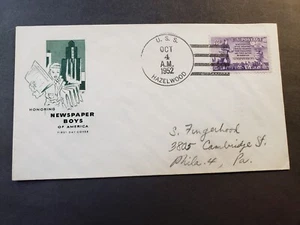 HONORING
NEWSPAPER
BOYS
OF AMERICA
FIRST DAY COVER
U. S. S.
OCT
4
A.M.
1952
HAZELWOOD
S. Fingerhood
3805 Cambridge St.
Phila. 4, Pa.